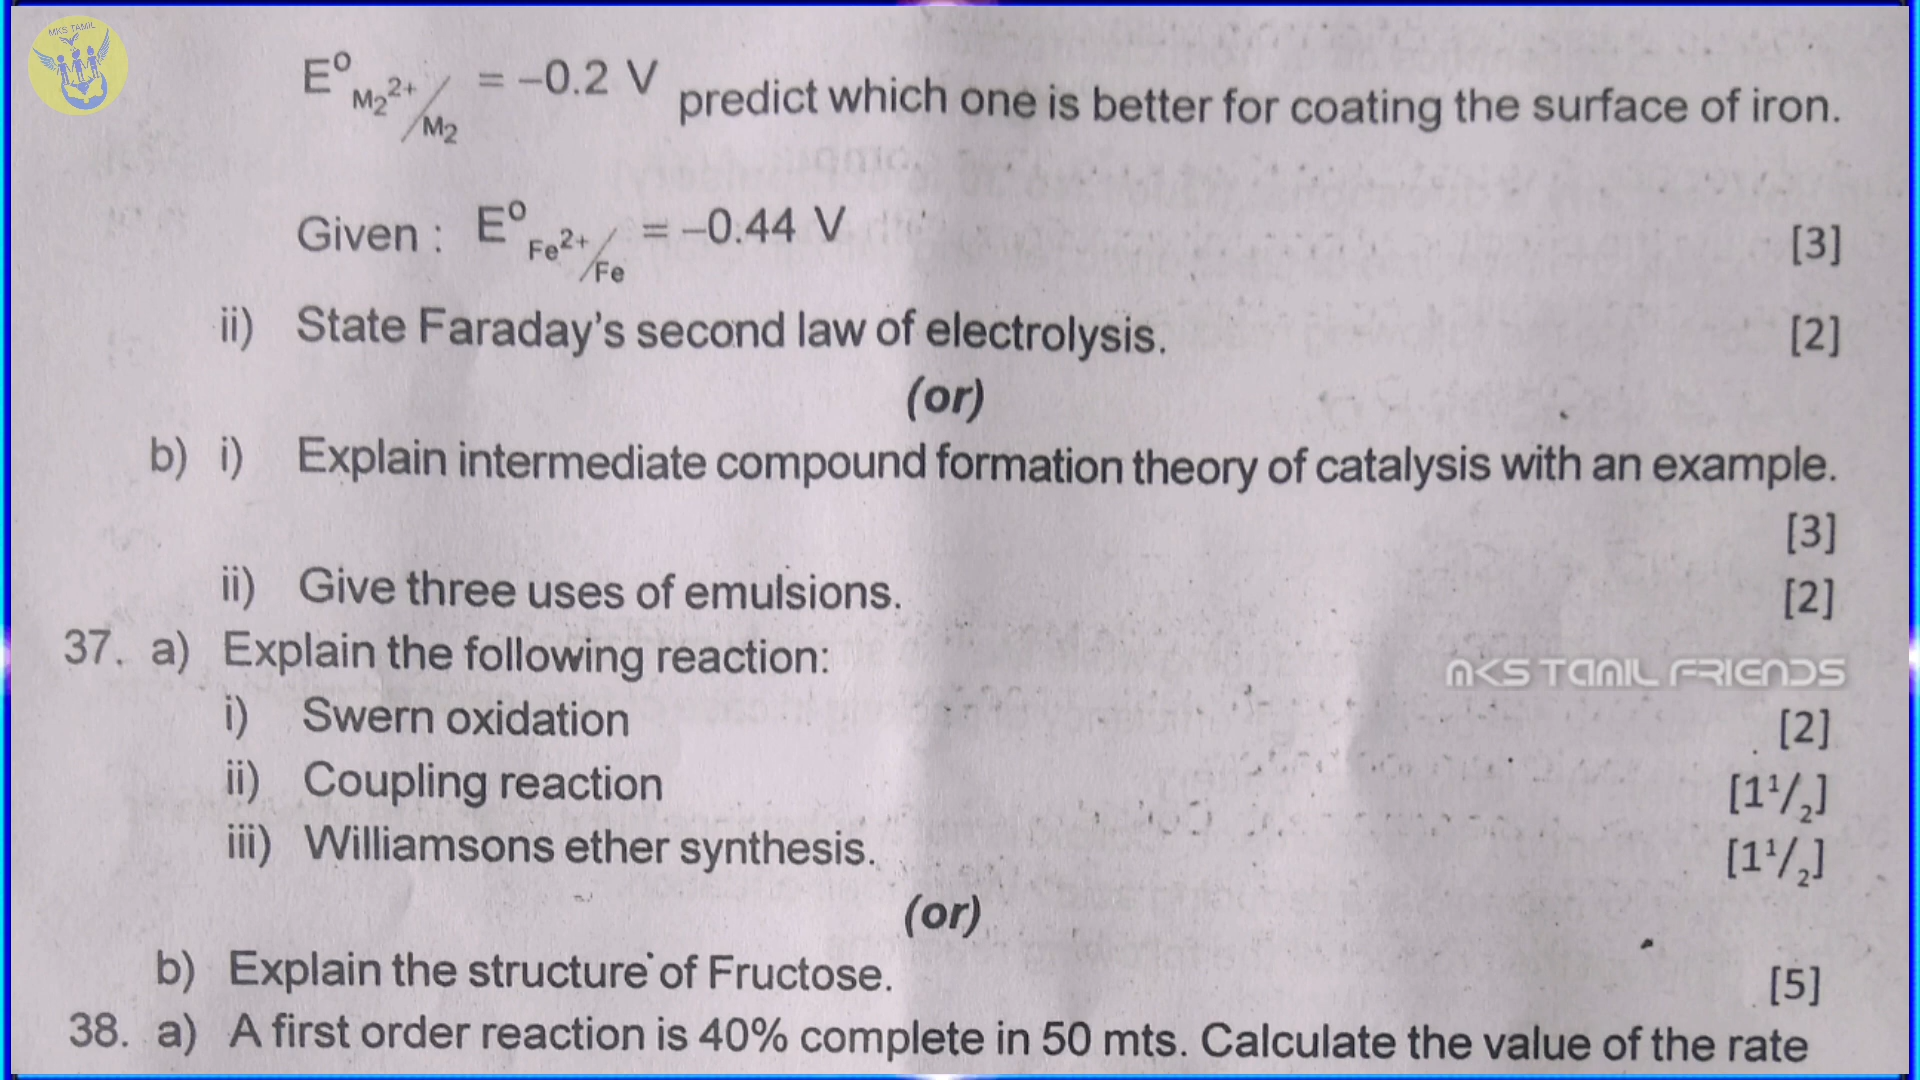 MKS TAMIL
E⁰ M₂²⁺/M₂ = –0.2 V predict which one is better for coating the surface of iron.
Given : E⁰ Fe²⁺/Fe = –0.44 V [3]
ii) State Faraday's second law of electrolysis. [2]
(or)
b) i) Explain intermediate compound formation theory of catalysis with an example.
[3]
ii) Give three uses of emulsions. [2]
37. a) Explain the following reaction:
MKS TAMIL FRIENDS
i) Swern oxidation [2]
ii) Coupling reaction [1¹/₂]
iii) Williamsons ether synthesis. [1¹/₂]
(or)
b) Explain the structure of Fructose. [5]
38. a) A first order reaction is 40% complete in 50 mts. Calculate the value of the rate